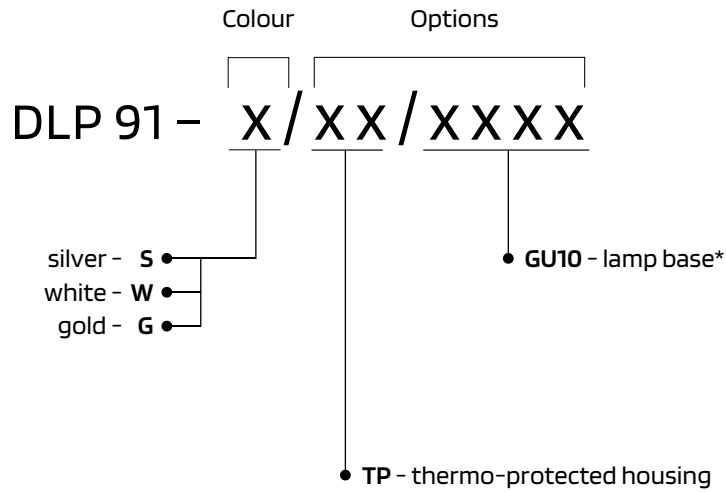 Colour Options
DLP 91 – X / X X / X X X X
silver – S
GU10 – lamp base*
white – W
gold – G
TP – thermo-protected housing